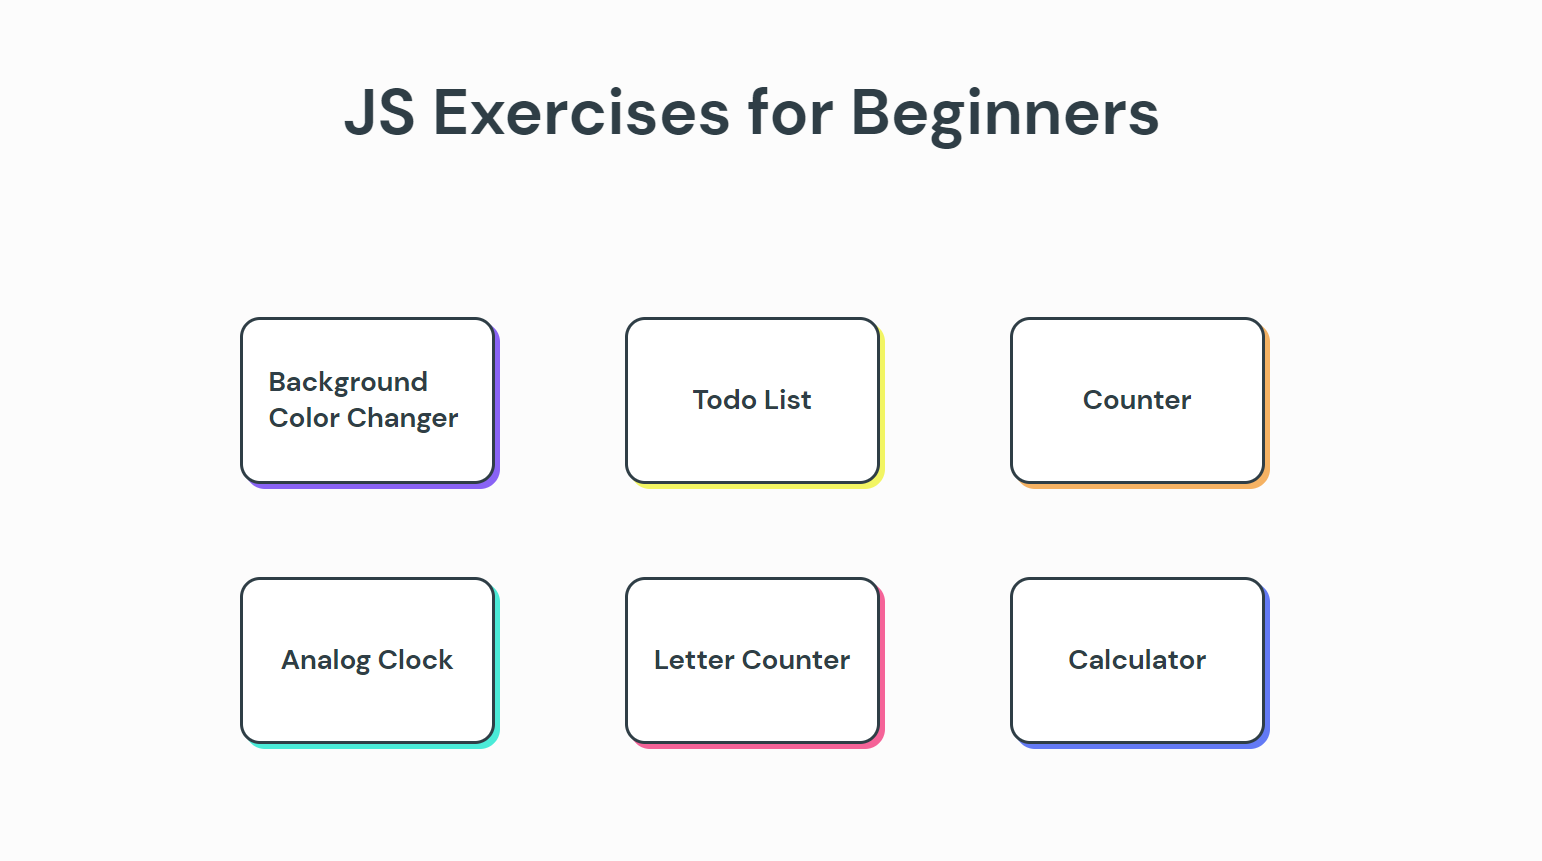 JS Exercises for Beginners
Background
Color Changer
Todo List
Counter
Analog Clock
Letter Counter
Calculator